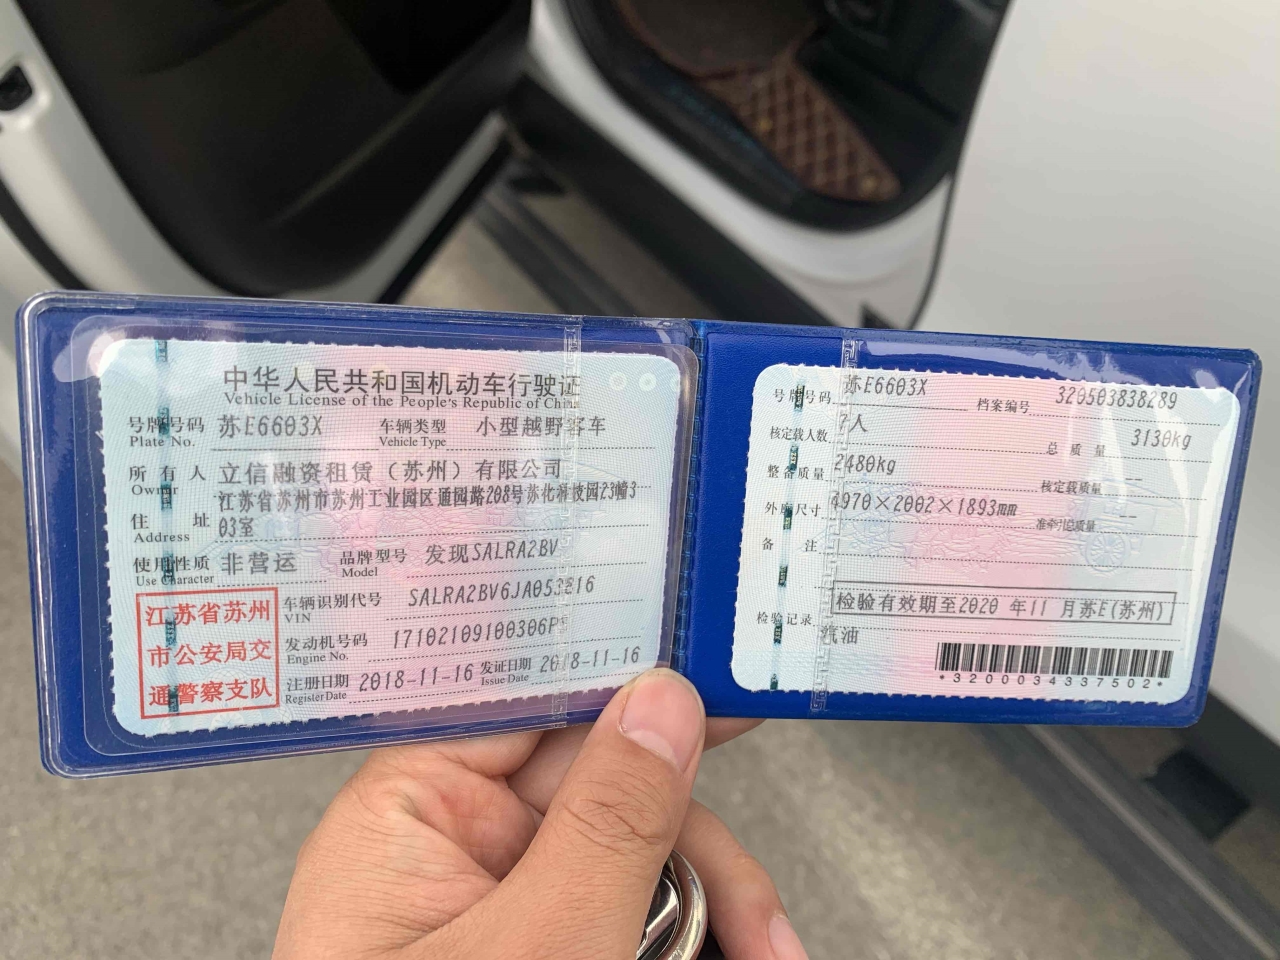 中华人民共和国机动车行驶证
Vehicle License of the People's Republic of China
号牌号码 苏E6603X 车辆类型 小型越野客车
Plate No. Vehicle Type
所有人 立信融资租赁（苏州）有限公司
Owner
住址 江苏省苏州市苏州工业园区通园路208号苏化科技园23幢3
Address 03室
使用性质 非营运 品牌型号 发现SALRA2BV
Use Character Model
江苏省苏州
市公安局交
通警察支队
车辆识别代号
VIN
发动机号码
Engine No.
注册日期 2018-11-16 发证日期 2018-11-16
Register Date Issue Date
号牌号码 苏E6603X 档案编号 320503838289
核定载人数 7人 总质量 3130kg
整备质量 2480kg 核定载质量 --
外廓尺寸 4970×2002×1893mm 准牵引总质量 --
备注
检验记录 检验有效期至2020年11月苏E(苏州)
汽油
*3200034337502*